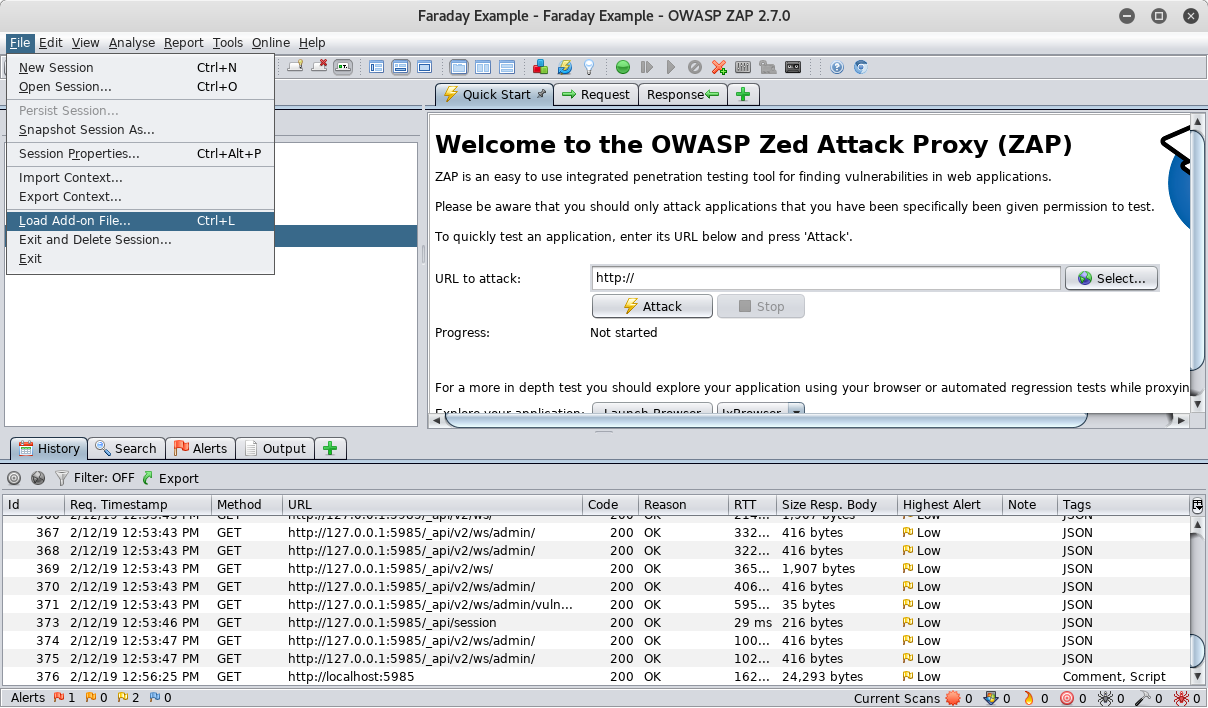 Faraday Example - Faraday Example - OWASP ZAP 2.7.0
File Edit View Analyse Report Tools Online Help
New Session Ctrl+N
Open Session... Ctrl+O
Persist Session...
Snapshot Session As...
Session Properties... Ctrl+Alt+P
Import Context...
Export Context...
Load Add-on File... Ctrl+L
Exit and Delete Session...
Exit
Quick Start Request Response
Welcome to the OWASP Zed Attack Proxy (ZAP)
ZAP is an easy to use integrated penetration testing tool for finding vulnerabilities in web applications.
Please be aware that you should only attack applications that you have been specifically been given permission to test.
To quickly test an application, enter its URL below and press 'Attack'.
URL to attack: http:// Select...
Attack Stop
Progress: Not started
For a more in depth test you should explore your application using your browser or automated regression tests while proxyin
Explore your application: Launch Browser JxBrowser
History Search Alerts Output
Filter: OFF Export
Id Req. Timestamp Method URL Code Reason RTT Size Resp. Body Highest Alert Note Tags
366 2/12/19 12:53:43 PM GET http://127.0.0.1:5985/_api/v2/ws/ 200 OK 214... 1,907 bytes Low JSON
367 2/12/19 12:53:43 PM GET http://127.0.0.1:5985/_api/v2/ws/admin/ 200 OK 332... 416 bytes Low JSON
368 2/12/19 12:53:43 PM GET http://127.0.0.1:5985/_api/v2/ws/admin/ 200 OK 322... 416 bytes Low JSON
369 2/12/19 12:53:43 PM GET http://127.0.0.1:5985/_api/v2/ws/ 200 OK 365... 1,907 bytes Low JSON
370 2/12/19 12:53:43 PM GET http://127.0.0.1:5985/_api/v2/ws/admin/ 200 OK 406... 416 bytes Low JSON
371 2/12/19 12:53:43 PM GET http://127.0.0.1:5985/_api/v2/ws/admin/vuln... 200 OK 595... 35 bytes Low JSON
373 2/12/19 12:53:46 PM GET http://127.0.0.1:5985/_api/session 200 OK 29 ms 216 bytes Low JSON
374 2/12/19 12:53:47 PM GET http://127.0.0.1:5985/_api/v2/ws/admin/ 200 OK 100... 416 bytes Low JSON
375 2/12/19 12:53:47 PM GET http://127.0.0.1:5985/_api/v2/ws/admin/ 200 OK 102... 416 bytes Low JSON
376 2/12/19 12:56:25 PM GET http://localhost:5985 200 OK 162... 24,293 bytes Low Comment, Script
Alerts 1 0 2 0 Current Scans 0 0 0 0 0 0 0